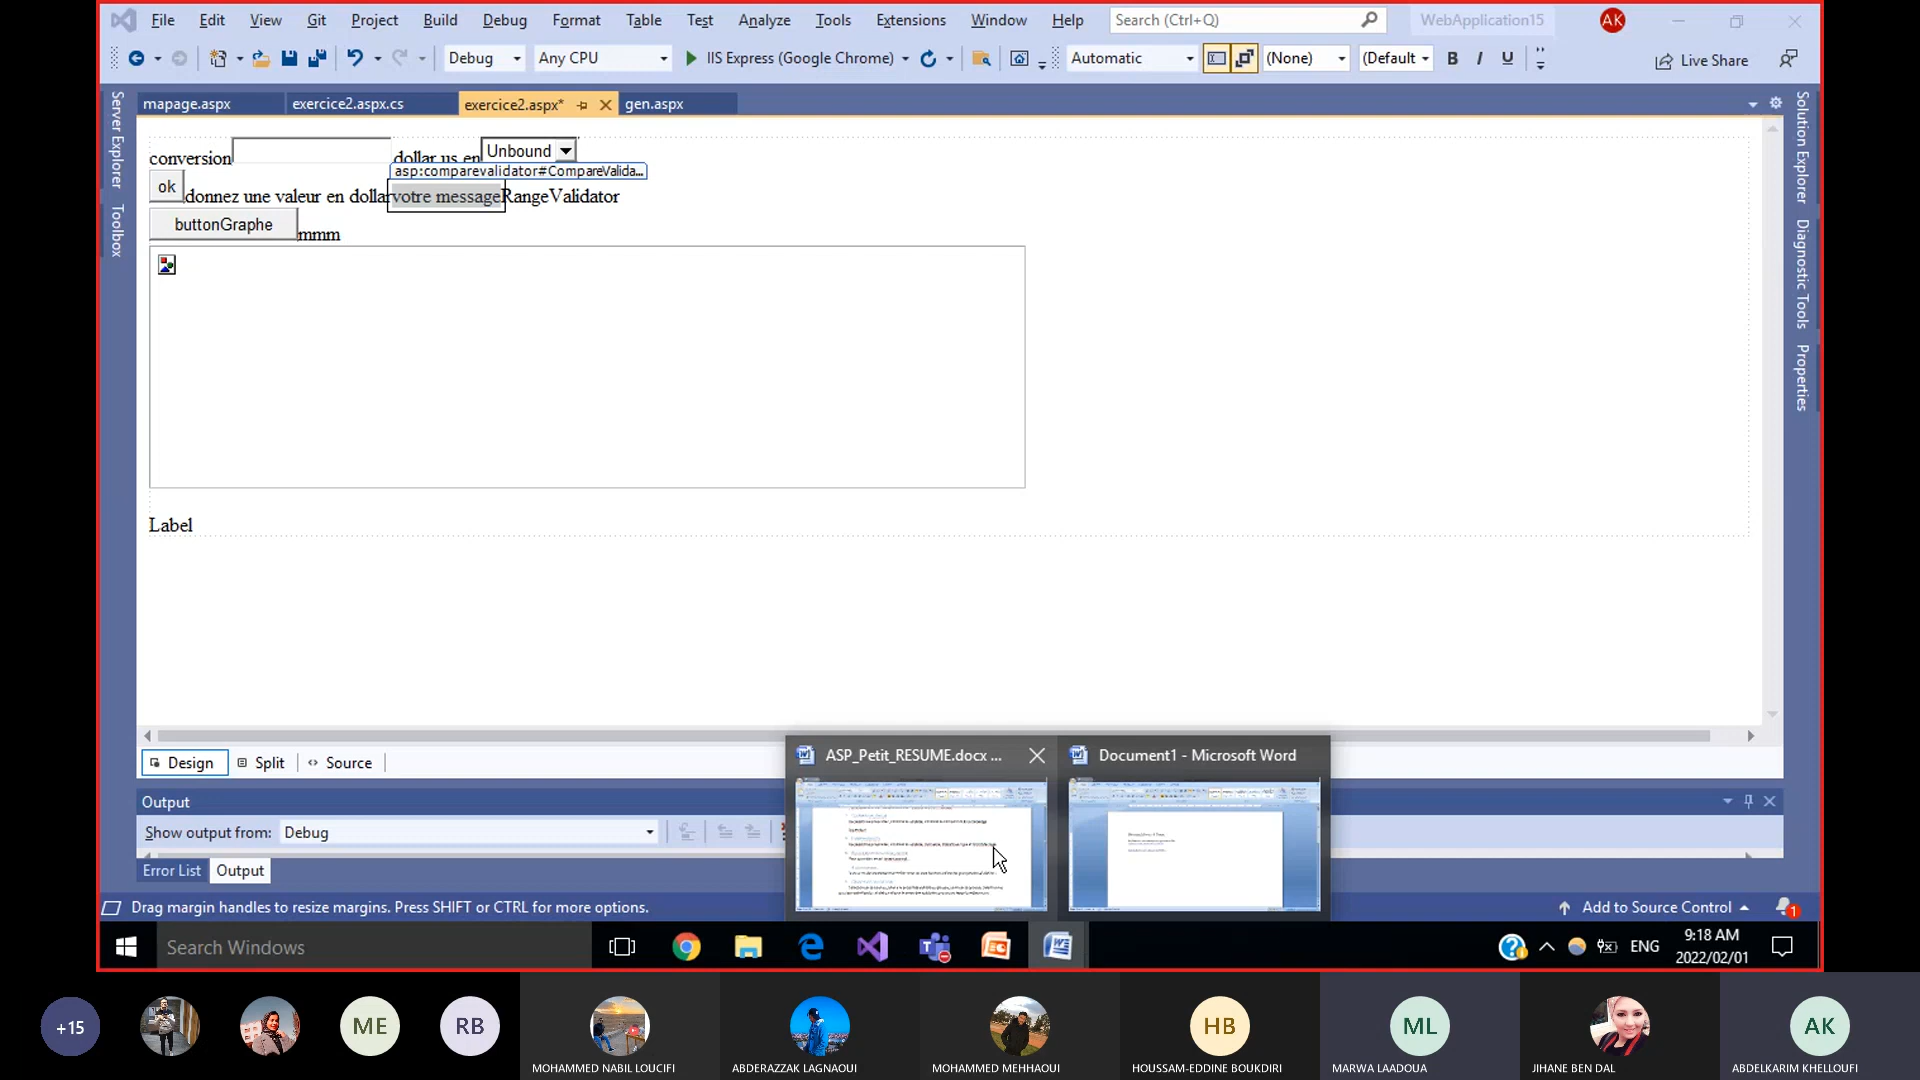 File Edit View Git Project Build Debug Format Table Test Analyze Tools Extensions Window Help Search (Ctrl+Q) WebApplication15 AK
Debug Any CPU IIS Express (Google Chrome) Automatic (None) (Default B I U Live Share
Server Explorer
Toolbox
mapage.aspx exercice2.aspx.cs exercice2.aspx* gen.aspx
Solution Explorer
Diagnostic Tools
Properties
conversion dollar us en Unbound
asp:comparevalidator#CompareValida...
ok donnez une valeur en dollar votre message RangeValidator
buttonGraphe mmm
Label
Design Split Source
ASP_Petit_RESUME.docx ... Document1 - Microsoft Word
Output
Show output from: Debug
Error List Output
Drag margin handles to resize margins. Press SHIFT or CTRL for more options. Add to Source Control 1
Search Windows ENG 9:18 AM
2022/02/01
+15 ME RB HB ML AK
MOHAMMED NABIL LOUCIFI ABDERAZZAK LAGNAOUI MOHAMMED MEHHAOUI HOUSSAM-EDDINE BOUKDIRI MARWA LAADOUA JIHANE BEN DAL ABDELKARIM KHELLOUFI